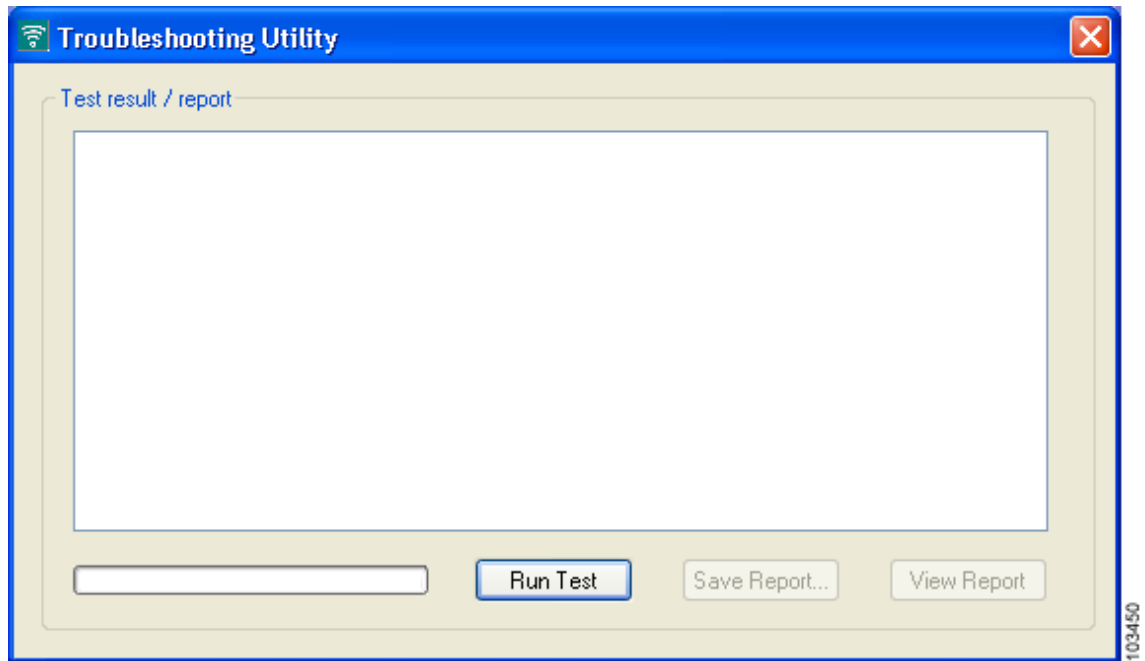 Troubleshooting Utility
Test result / report
Run Test
Save Report...
View Report
103450